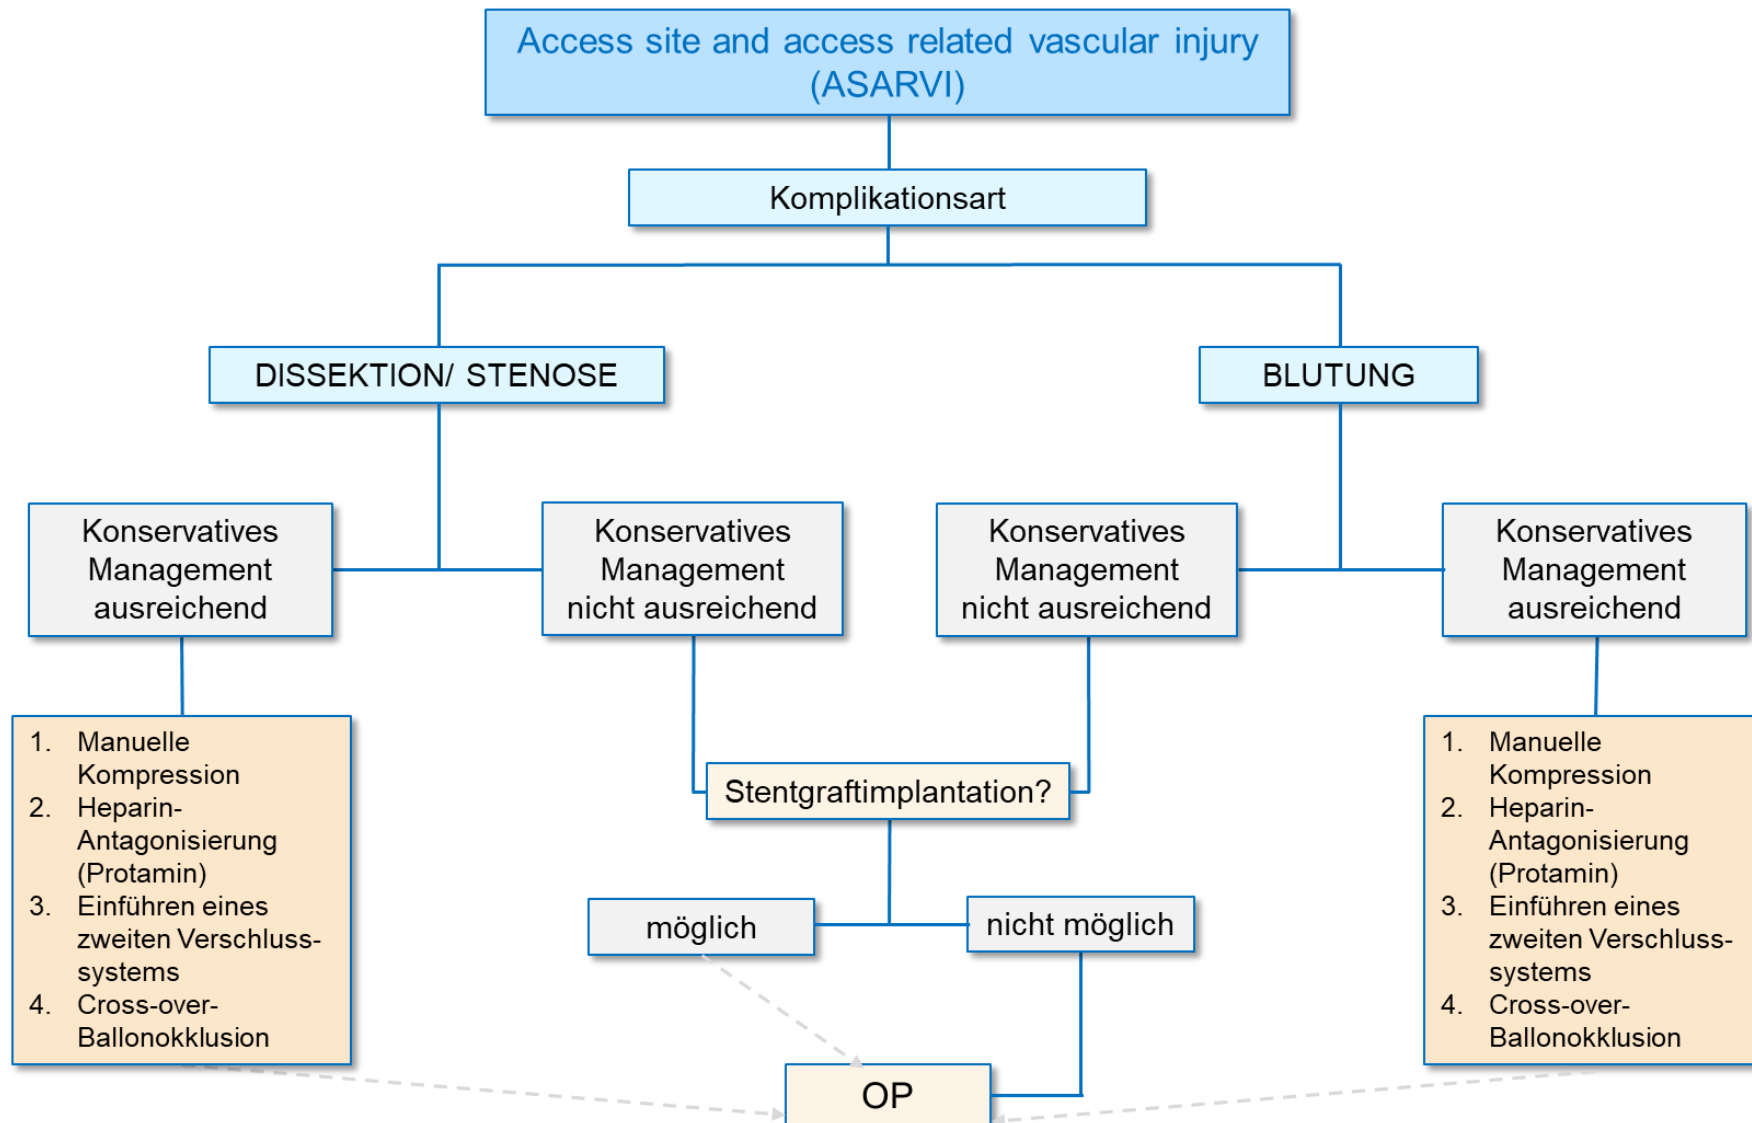 Access site and access related vascular injury
(ASARVI)
Komplikationsart
DISSEKTION/ STENOSE
BLUTUNG
Konservatives
Management
ausreichend
Konservatives
Management
nicht ausreichend
Konservatives
Management
nicht ausreichend
Konservatives
Management
ausreichend
1. Manuelle
Kompression
2. Heparin-
Antagonisierung
(Protamin)
3. Einführen eines
zweiten Verschluss-
systems
4. Cross-over-
Ballonokklusion
Stentgraftimplantation?
1. Manuelle
Kompression
2. Heparin-
Antagonisierung
(Protamin)
3. Einführen eines
zweiten Verschluss-
systems
4. Cross-over-
Ballonokklusion
möglich
nicht möglich
OP